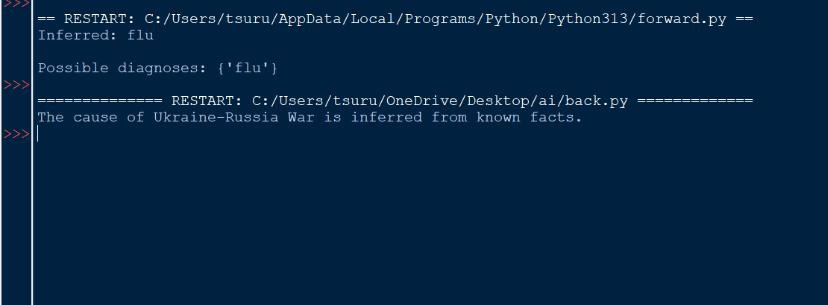 >>>
== RESTART: C:/Users/tsuru/AppData/Local/Programs/Python/Python313/forward.py ==
Inferred: flu
Possible diagnoses: {'flu'}
>>>
============== RESTART: C:/Users/tsuru/OneDrive/Desktop/ai/back.py =============
The cause of Ukraine-Russia War is inferred from known facts.
>>>